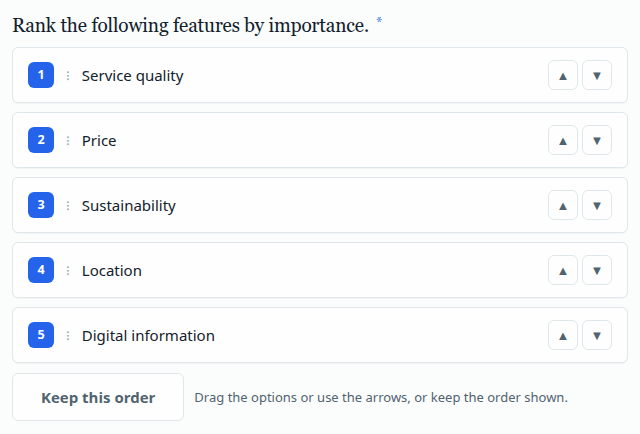 Rank the following features by importance. *
1 Service quality ▲ ▼
2 Price ▲ ▼
3 Sustainability ▲ ▼
4 Location ▲ ▼
5 Digital information ▲ ▼
Keep this order Drag the options or use the arrows, or keep the order shown.